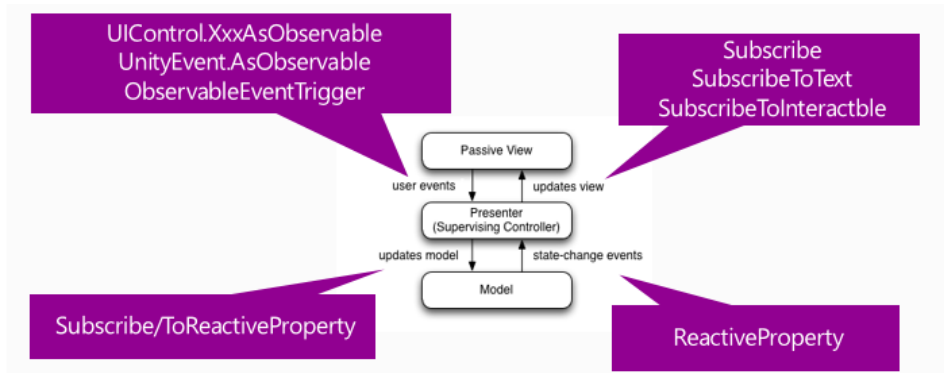 UIControl.XxxAsObservable
UnityEvent.AsObservable
ObservableEventTrigger
Subscribe
SubscribeToText
SubscribeToInteractble
Passive View
user events
updates view
Presenter
(Supervising Controller)
updates model
state-change events
Model
Subscribe/ToReactiveProperty
ReactiveProperty